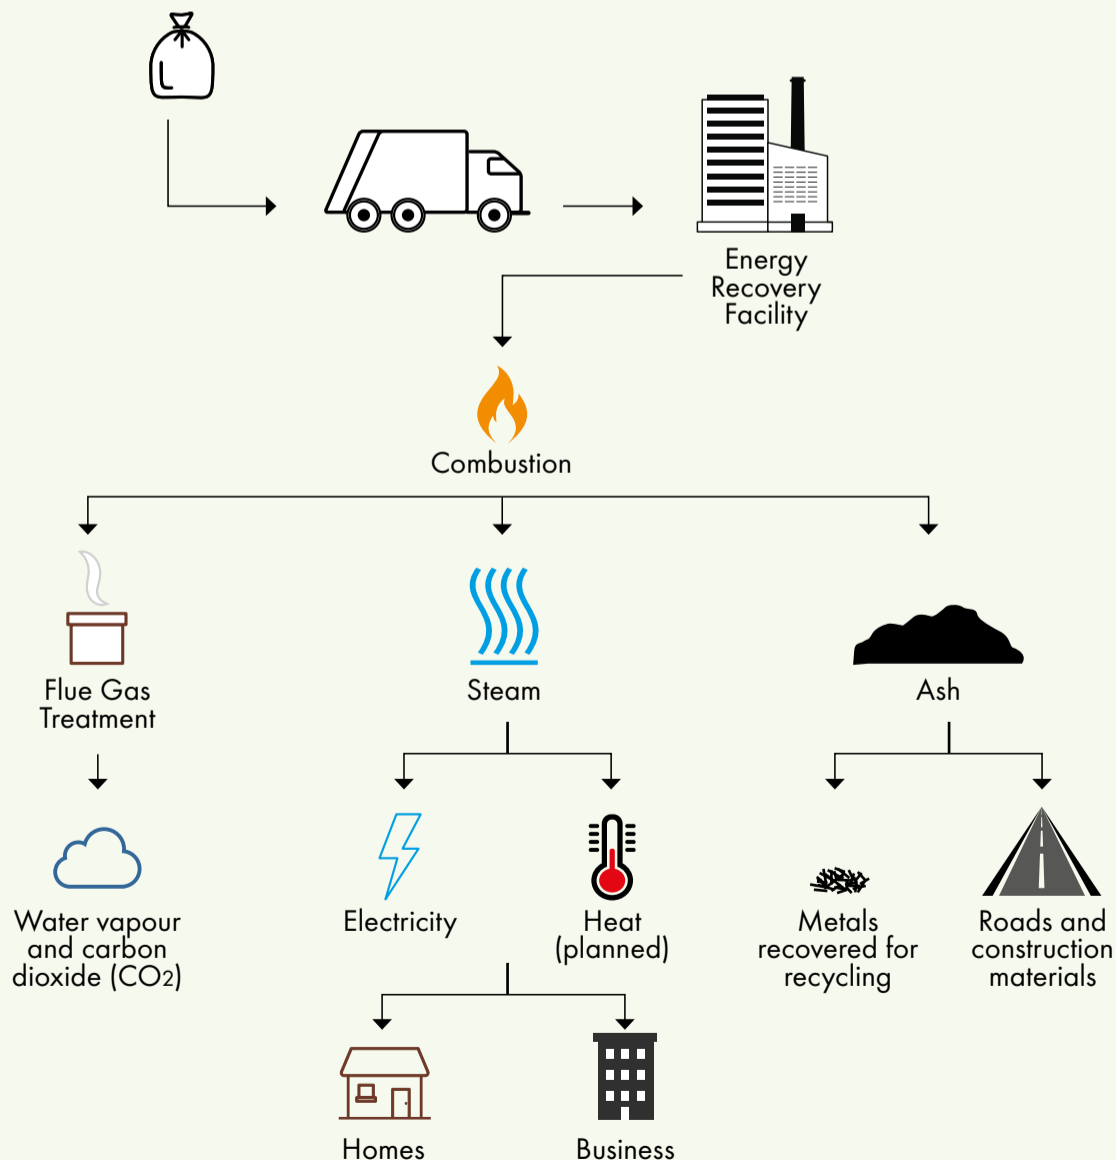 Energy
Recovery
Facility
Combustion
Flue Gas
Treatment
Steam
Ash
Water vapour
and carbon
dioxide (CO2)
Electricity
Heat
(planned)
Metals
recovered for
recycling
Roads and
construction
materials
Homes
Business